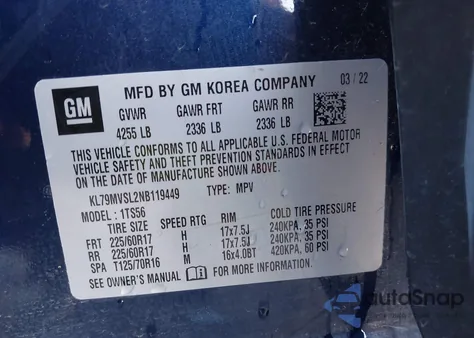 GM
MFD BY GM KOREA COMPANY 03 / 22
GVWR GAWR FRT GAWR RR
4255 LB 2336 LB 2336 LB
THIS VEHICLE CONFORMS TO ALL APPLICABLE U.S. FEDERAL MOTOR
VEHICLE SAFETY AND THEFT PREVENTION STANDARDS IN EFFECT
ON THE DATE OF MANUFACTURE SHOWN ABOVE.
KL79MVSL2NB119449 TYPE: MPV
MODEL: 1TS56
SPEED RTG RIM COLD TIRE PRESSURE
FRT 225/60R17 H 17x7.5J 240KPA, 35 PSI
RR 225/60R17 H 17x7.5J 240KPA, 35 PSI
SPA T125/70R16 M 16x4.0BT 420KPA, 60 PSI
SEE OWNER'S MANUAL FOR MORE INFORMATION.
autoSnap